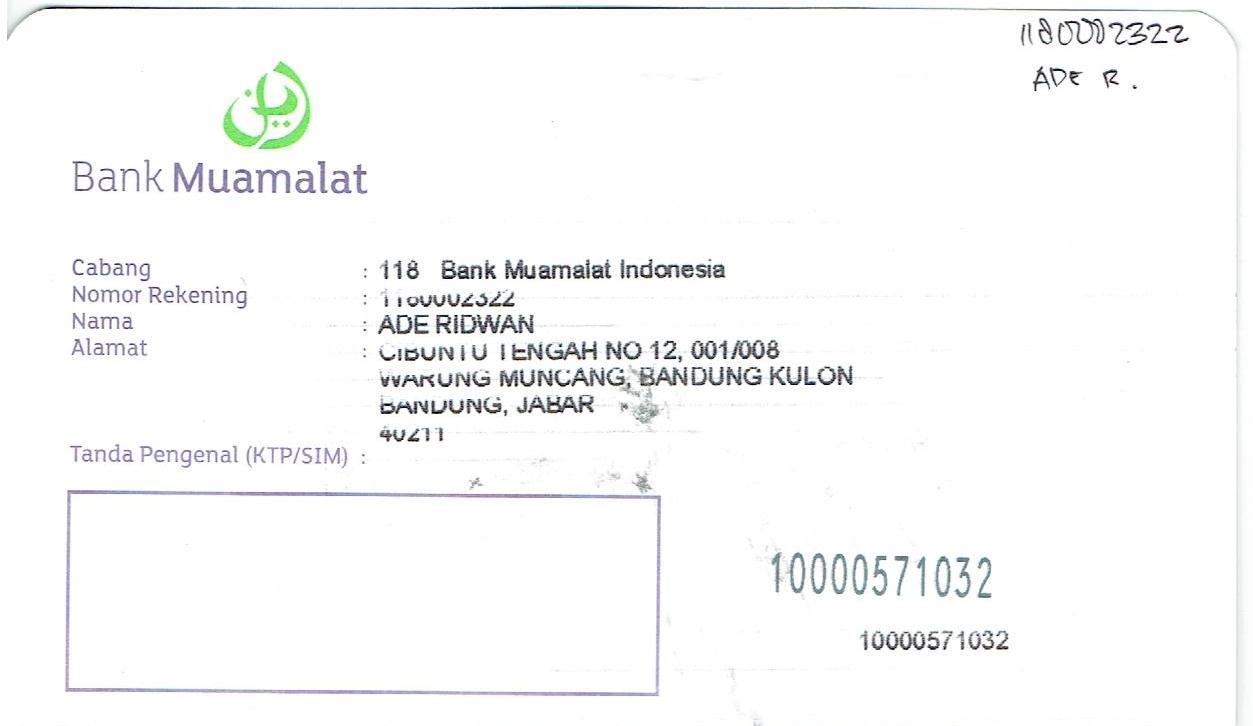 1180002322
ADE R.
Bank Muamalat
Cabang : 118 Bank Muamalat Indonesia
Nomor Rekening : 1180002322
Nama : ADE RIDWAN
Alamat : CIBUNTU TENGAH NO 12, 001/008
WARUNG MUNCANG, BANDUNG KULON
BANDUNG, JABAR
40211
Tanda Pengenal (KTP/SIM) :
10000571032
10000571032